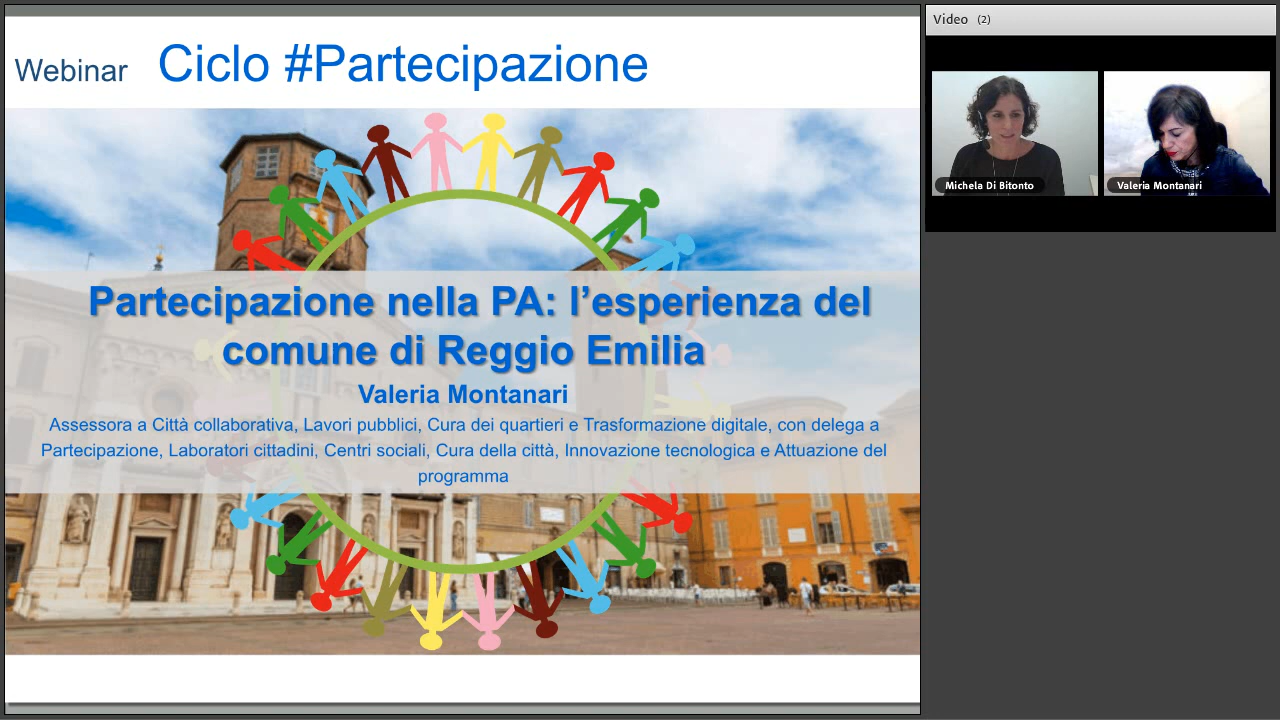 Webinar Ciclo #Partecipazione
Partecipazione nella PA: l’esperienza del
comune di Reggio Emilia
Valeria Montanari
Assessora a Città collaborativa, Lavori pubblici, Cura dei quartieri e Trasformazione digitale, con delega a
Partecipazione, Laboratori cittadini, Centri sociali, Cura della città, Innovazione tecnologica e Attuazione del
programma
Video (2)
Michela Di Bitonto
Valeria Montanari